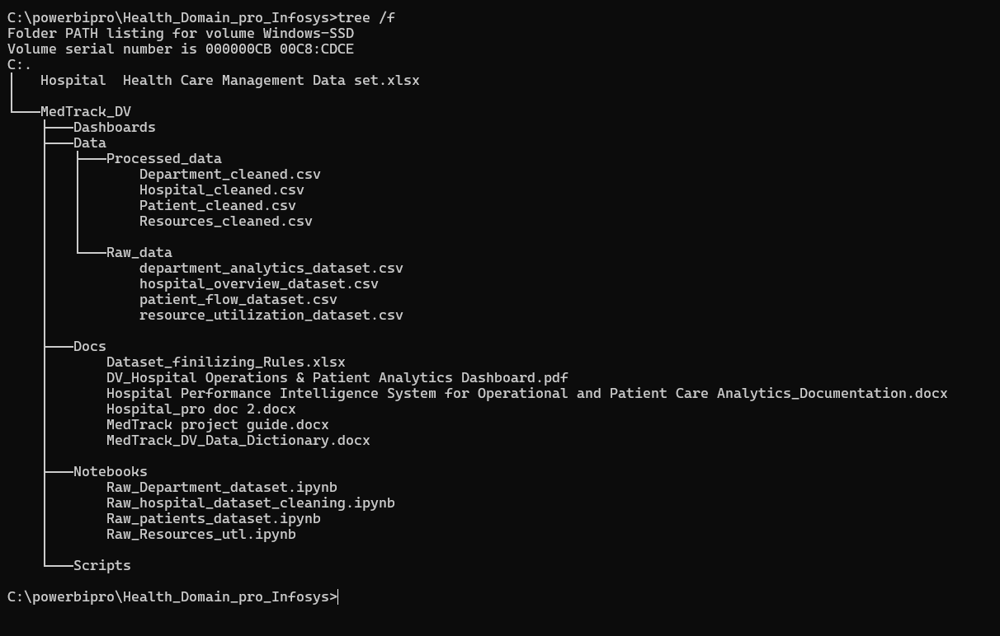 C:\powerbipro\Health_Domain_pro_Infosys>tree /f
Folder PATH listing for volume Windows-SSD
Volume serial number is 000000CB 00C8:CDCE
C:.
│   Hospital  Health Care Management Data set.xlsx
│
└───MedTrack_DV
    ├───Dashboards
    ├───Data
    │   ├───Processed_data
    │   │       Department_cleaned.csv
    │   │       Hospital_cleaned.csv
    │   │       Patient_cleaned.csv
    │   │       Resources_cleaned.csv
    │   │
    │   └───Raw_data
    │           department_analytics_dataset.csv
    │           hospital_overview_dataset.csv
    │           patient_flow_dataset.csv
    │           resource_utilization_dataset.csv
    │
    ├───Docs
    │       Dataset_finilizing_Rules.xlsx
    │       DV_Hospital Operations & Patient Analytics Dashboard.pdf
    │       Hospital Performance Intelligence System for Operational and Patient Care Analytics_Documentation.docx
    │       Hospital_pro doc 2.docx
    │       MedTrack project guide.docx
    │       MedTrack_DV_Data_Dictionary.docx
    │
    ├───Notebooks
    │       Raw_Department_dataset.ipynb
    │       Raw_hospital_dataset_cleaning.ipynb
    │       Raw_patients_dataset.ipynb
    │       Raw_Resources_utl.ipynb
    │
    └───Scripts

C:\powerbipro\Health_Domain_pro_Infosys>